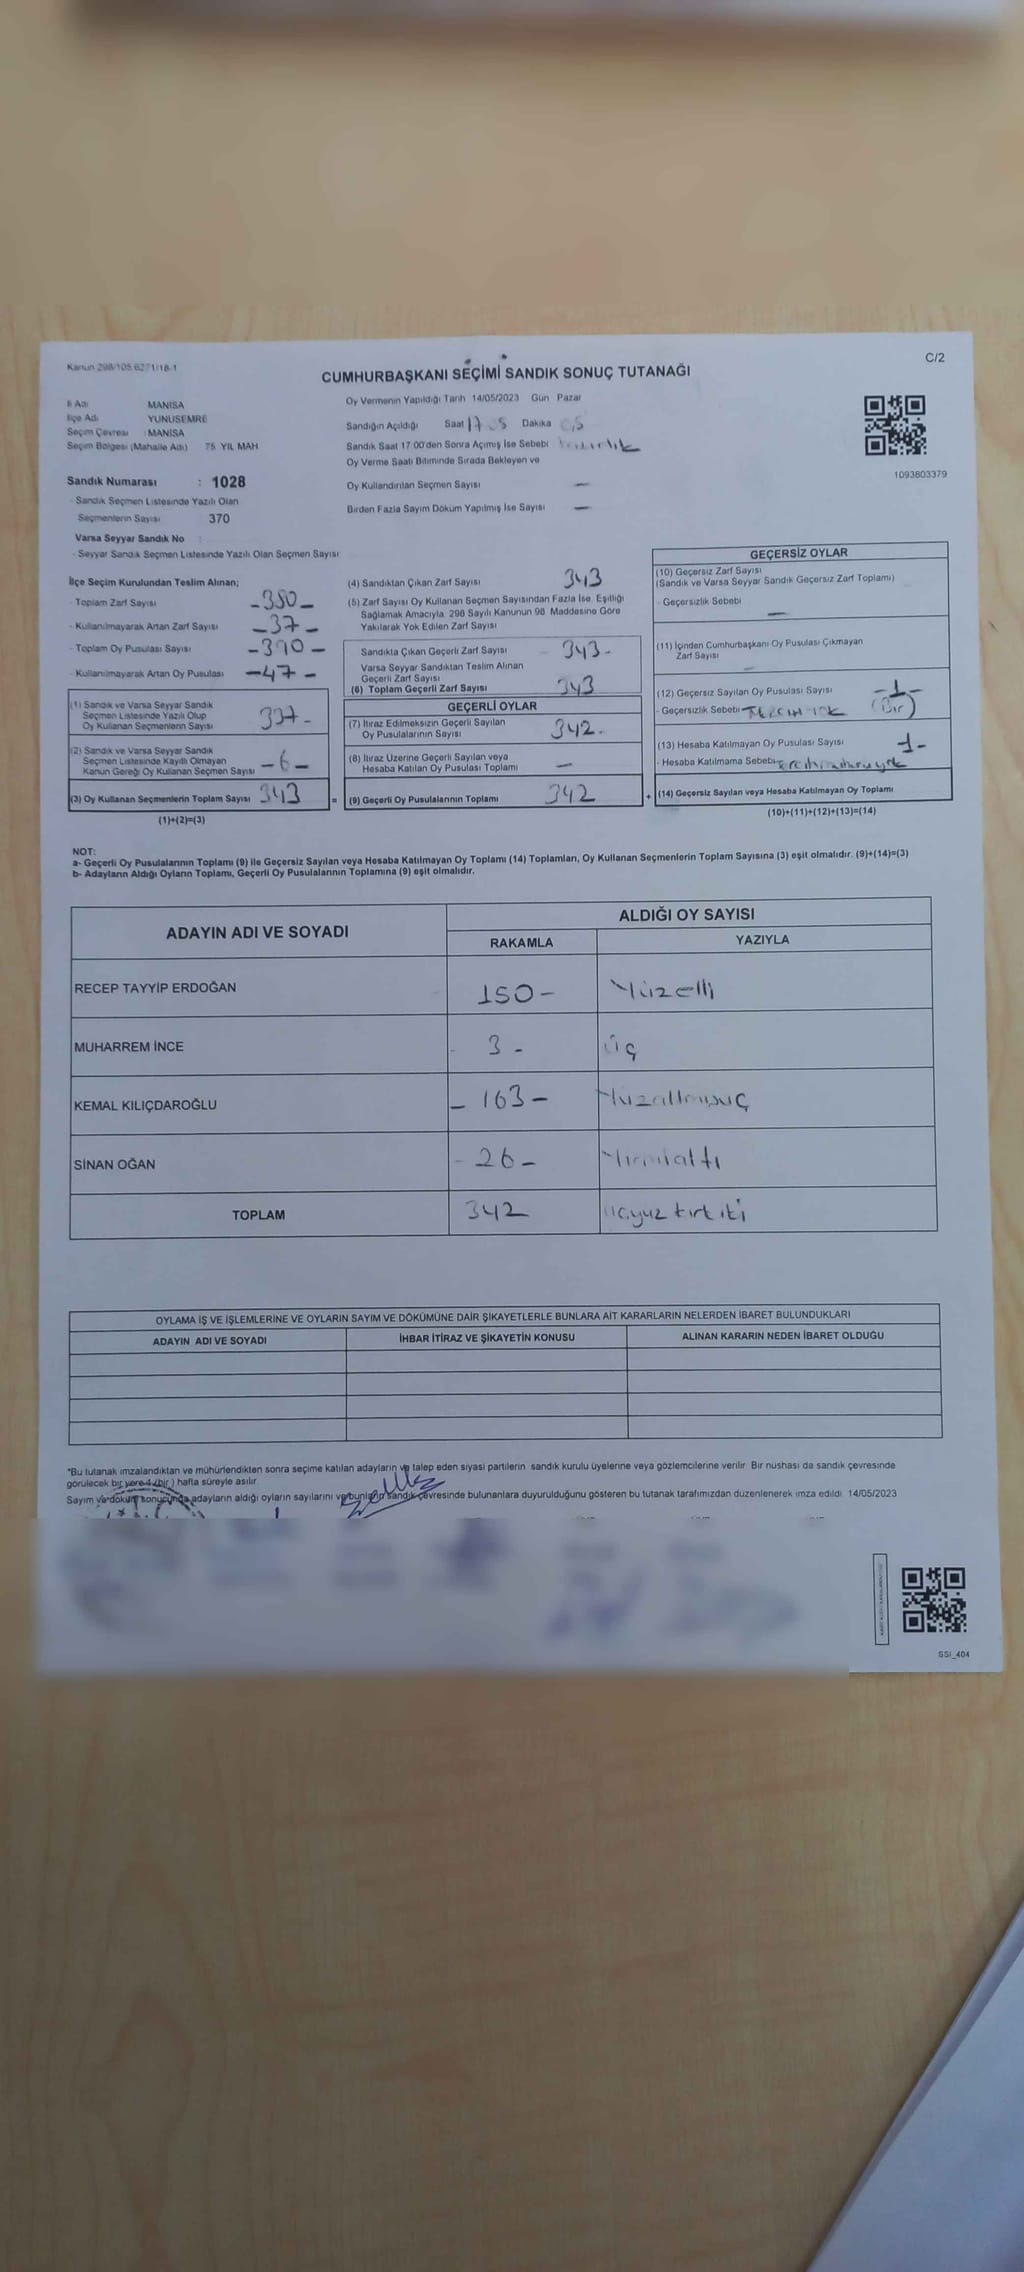 Kanun 298/105,6271/18-1
C/2
CUMHURBAŞKANI SEÇİMİ SANDIK SONUÇ TUTANAĞI
İl Adı MANİSA
İlçe Adı YUNUSEMRE
Seçim Çevresi : MANİSA
Seçim Bölgesi (Mahalle Adı) 75. YIL MAH.
Sandık Numarası : 1028
- Sandık Seçmen Listesinde Yazılı Olan
Seçmenlerin Sayısı 370
Varsa Seyyar Sandık No :
- Seyyar Sandık Seçmen Listesinde Yazılı Olan Seçmen Sayısı
Oy Vermenin Yapıldığı Tarih 14/05/2023 Gün Pazar
Sandığın Açıldığı Saat 17 Dakika
Sandık Saat 17:00'den Sonra Açımış İse Sebebi
Oy Verme Saati Bitiminde Sırada Bekleyen ve
Oy Kullandırılan Seçmen Sayısı —
Birden Fazla Sayım Döküm Yapılmış İse Sayısı —
1093803379
İlçe Seçim Kurulundan Teslim Alınan;
- Toplam Zarf Sayısı -380-
- Kullanılmayarak Artan Zarf Sayısı -37-
- Toplam Oy Pusulası Sayısı -390-
- Kullanılmayarak Artan Oy Pusulası -47-
(1) Sandık ve Varsa Seyyar Sandık
Seçmen Listesinde Yazılı Olup
Oy Kullanan Seçmenlerin Sayısı 337-
(2) Sandık ve Varsa Seyyar Sandık
Seçmen Listesinde Kayıtlı Olmayan
Kanun Gereği Oy Kullanan Seçmen Sayısı -6-
(3) Oy Kullanan Seçmenlerin Toplam Sayısı 343
(1)+(2)=(3)
(4) Sandıktan Çıkan Zarf Sayısı 343
(5) Zarf Sayısı Oy Kullanan Seçmen Sayısından Fazla İse, Eşitliği
Sağlamak Amacıyla, 298 Sayılı Kanunun 98. Maddesine Göre
Yakılarak Yok Edilen Zarf Sayısı
Sandıkla Çıkan Geçerli Zarf Sayısı 343-
Varsa Seyyar Sandıktan Teslim Alınan
Geçerli Zarf Sayısı
(6) Toplam Geçerli Zarf Sayısı 343
GEÇERLİ OYLAR
(7) İtiraz Edilmeksizin Geçerli Sayılan
Oy Pusulalarının Sayısı 342-
(8) İtiraz Üzerine Geçerli Sayılan veya
Hesaba Katılan Oy Pusulası Toplamı —
= (9) Geçerli Oy Pusulalarının Toplamı 342
GEÇERSİZ OYLAR
(10) Geçersiz Zarf Sayısı
(Sandık ve Varsa Seyyar Sandık Geçersiz Zarf Toplamı)
- Geçersizlik Sebebi —
(11) İçinden Cumhurbaşkanı Oy Pusulası Çıkmayan
Zarf Sayısı —
(12) Geçersiz Sayılan Oy Pusulası Sayısı -1-
- Geçersizlik Sebebi TERCİH YOK (Bir)
(13) Hesaba Katılmayan Oy Pusulası Sayısı 1-
- Hesaba Katılmama Sebebi
+ (14) Geçersiz Sayılan veya Hesaba Katılmayan Oy Toplamı
(10)+(11)+(12)+(13)=(14)
NOT:
a- Geçerli Oy Pusulalarının Toplamı (9) ile Geçersiz Sayılan veya Hesaba Katılmayan Oy Toplamı (14) Toplamları, Oy Kullanan Seçmenlerin Toplam Sayısına (3) eşit olmalıdır. (9)+(14)=(3)
b- Adayların Aldığı Oyların Toplamı, Geçerli Oy Pusulalarının Toplamına (9) eşit olmalıdır.
ADAYIN ADI VE SOYADI ALDIĞI OY SAYISI
RAKAMLA YAZIYLA
RECEP TAYYİP ERDOĞAN 150- Yüzelli
MUHARREM İNCE 3- üç
KEMAL KILIÇDAROĞLU -163- Yüzaltmışüç
SİNAN OĞAN -26- Yirmialtı
TOPLAM 342 üçyüz kırk iki
OYLAMA İŞ VE İŞLEMLERİNE VE OYLARIN SAYIM VE DÖKÜMÜNE DAİR ŞİKAYETLERLE BUNLARA AİT KARARLARIN NELERDEN İBARET BULUNDUKLARI
ADAYIN ADI VE SOYADI İHBAR İTİRAZ VE ŞİKAYETİN KONUSU ALINAN KARARIN NEDEN İBARET OLDUĞU
*Bu tutanak imzalandıktan ve mühürlendikten sonra seçime katılan adayların ve talep eden siyasi partilerin sandık kurulu üyelerine veya gözlemcilerine verilir. Bir nüshası da sandık çevresinde
görülecek bir yere 1 (bir) hafta süreyle asılır.
Sayım ve döküm sonucunda adayların aldığı oyların sayılarını ve bunların sandık çevresinde bulunanlara duyurulduğunu gösteren bu tutanak tarafımızdan düzenlenerek imza edildi. 14/05/2023
SSI_404